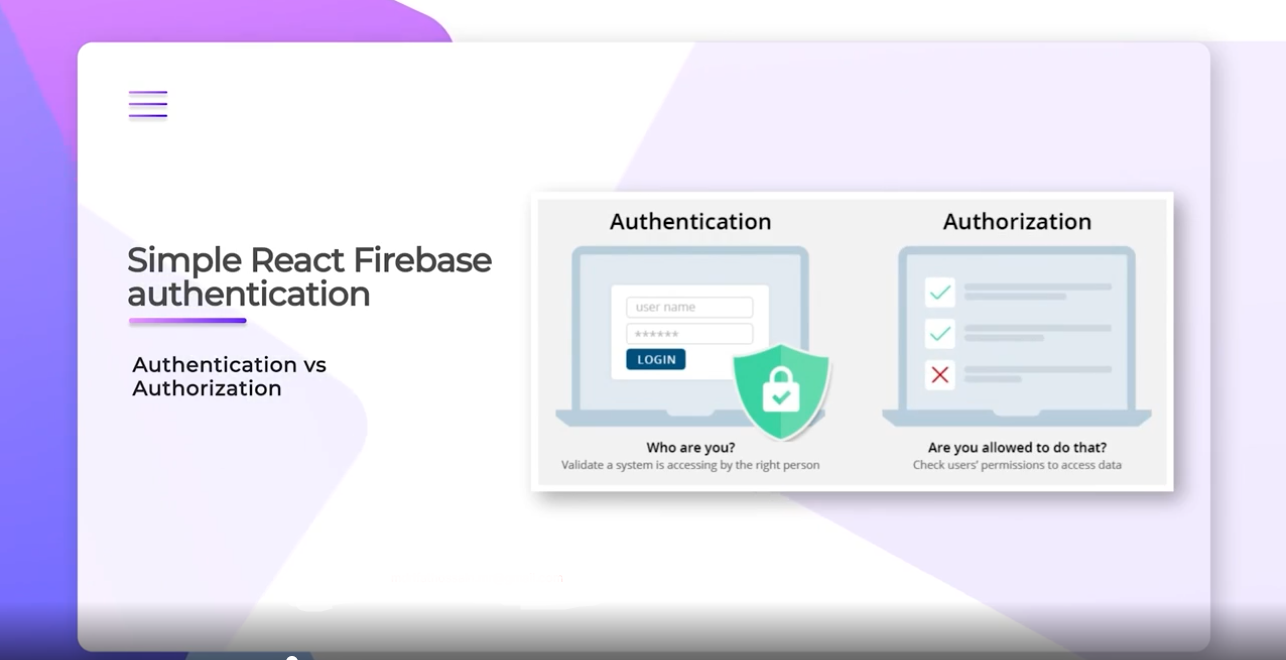 Simple React Firebase
authentication
Authentication vs
Authorization
Authentication
user name
******
LOGIN
Who are you?
Validate a system is accessing by the right person
Authorization
Are you allowed to do that?
Check users' permissions to access data